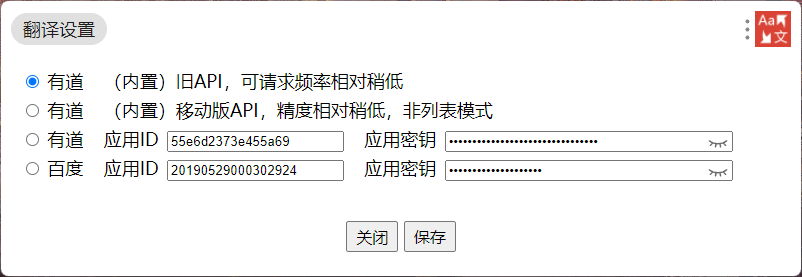 翻译设置
Aa 文
有道 （内置）旧API，可请求频率相对稍低
有道 （内置）移动版API，精度相对稍低，非列表模式
有道 应用ID 55e6d2373e455a69 应用密钥 ••••••••••••••••••••••••••••••••
百度 应用ID 20190529000302924 应用密钥 ••••••••••••••••••••
关闭 保存